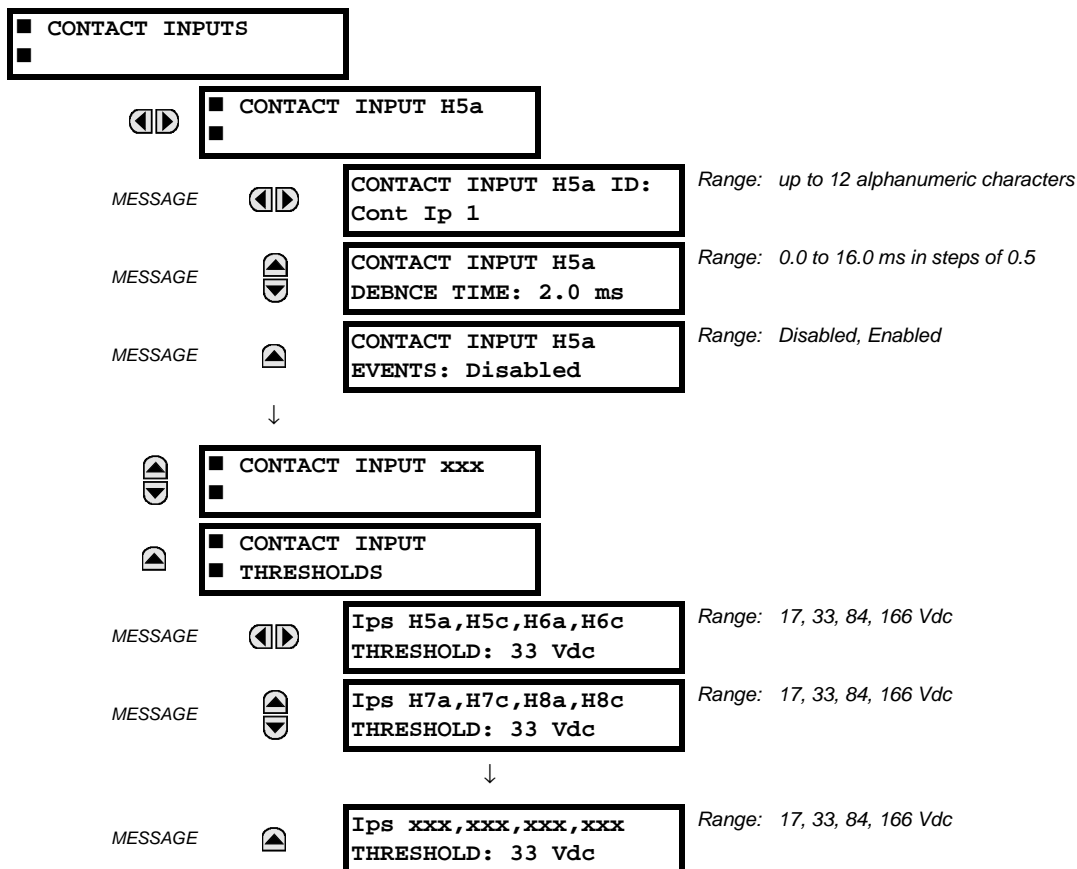 ■ CONTACT INPUTS
■
■ CONTACT INPUT H5a
■
MESSAGE
CONTACT INPUT H5a ID:
Cont Ip 1
Range: up to 12 alphanumeric characters
MESSAGE
CONTACT INPUT H5a
DEBNCE TIME: 2.0 ms
Range: 0.0 to 16.0 ms in steps of 0.5
MESSAGE
CONTACT INPUT H5a
EVENTS: Disabled
Range: Disabled, Enabled
↓
■ CONTACT INPUT xxx
■
■ CONTACT INPUT
■ THRESHOLDS
MESSAGE
Ips H5a,H5c,H6a,H6c
THRESHOLD: 33 Vdc
Range: 17, 33, 84, 166 Vdc
MESSAGE
Ips H7a,H7c,H8a,H8c
THRESHOLD: 33 Vdc
Range: 17, 33, 84, 166 Vdc
↓
MESSAGE
Ips xxx,xxx,xxx,xxx
THRESHOLD: 33 Vdc
Range: 17, 33, 84, 166 Vdc